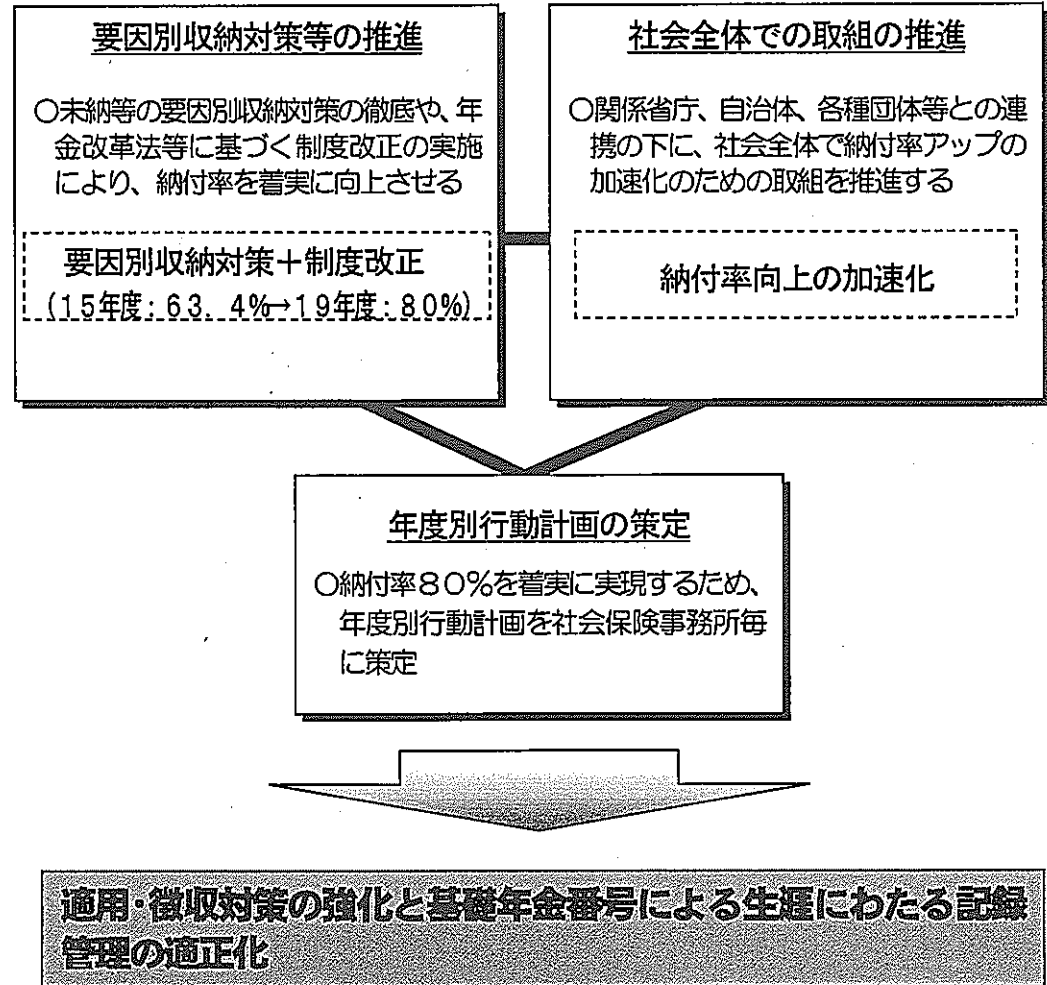 要因別収納対策等の推進
○未納等の要因別収納対策の徹底や、年
金改革法等に基づく制度改正の実施
により、納付率を着実に向上させる
要因別収納対策＋制度改正
(15年度：63．4%→19年度：80%)
社会全体での取組の推進
○関係省庁、自治体、各種団体等との連
携の下に、社会全体で納付率アップの
加速化のための取組を推進する
納付率向上の加速化
年度別行動計画の策定
○納付率８０％を着実に実現するため、
年度別行動計画を社会保険事務所毎
に策定
適用・徴収対策の強化と基礎年金番号による生涯にわたる記録
管理の適正化